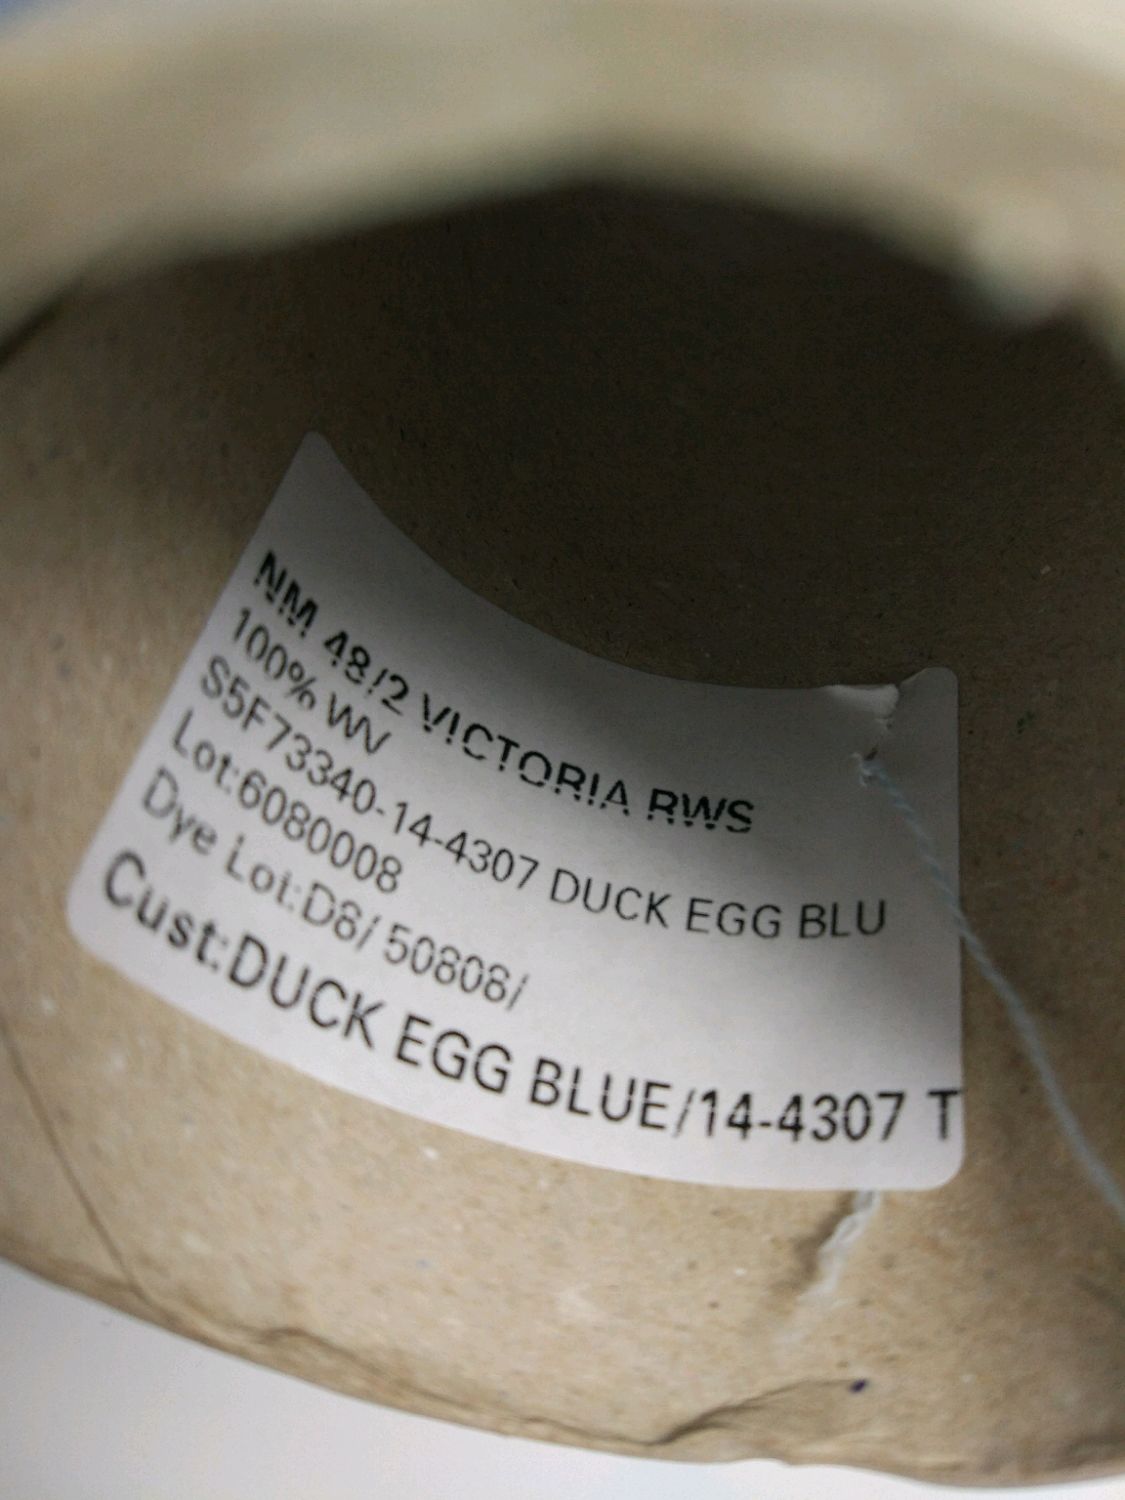 NM 48/2 VICTORIA RWS
100% WV
S5F73340-14-4307 DUCK EGG BLU
Lot:6080008
Dye Lot:D8/ 50808/
Cust:DUCK EGG BLUE/14-4307 T